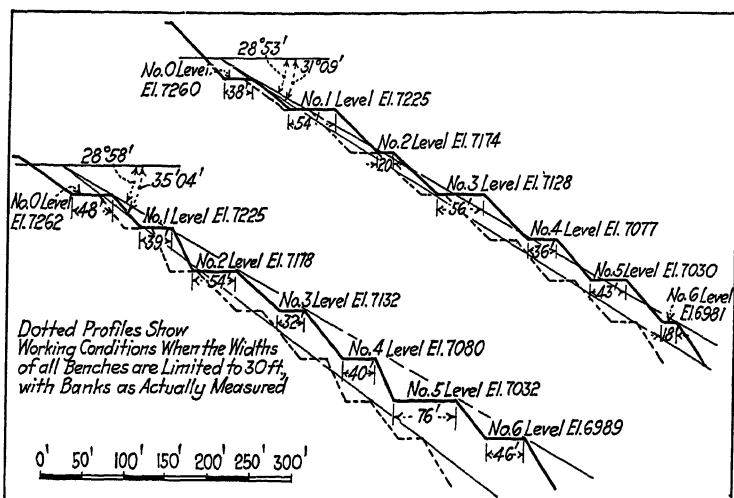 28°53'
31°09'
No.0 Level
El.7260
38'
No.1 Level El.7225
54'
No.2 Level El.7174
20'
No.3 Level El.7128
56'
No.4 Level El.7077
36'
No.5 Level El.7030
43'
No.6 Level
El.6981
18'
28°58'
35°04'
No.0 Level
El.7262
48'
No.1 Level El.7225
39'
No.2 Level El.7178
54'
No.3 Level El.7132
32'
No.4 Level El.7080
40'
No.5 Level El.7032
76'
No.6 Level El.6989
46'
Dotted Profiles Show
Working Conditions When the Widths
of all Benches are Limited to 30ft,
with Banks as Actually Measured
0' 50' 100' 150' 200' 250' 300'